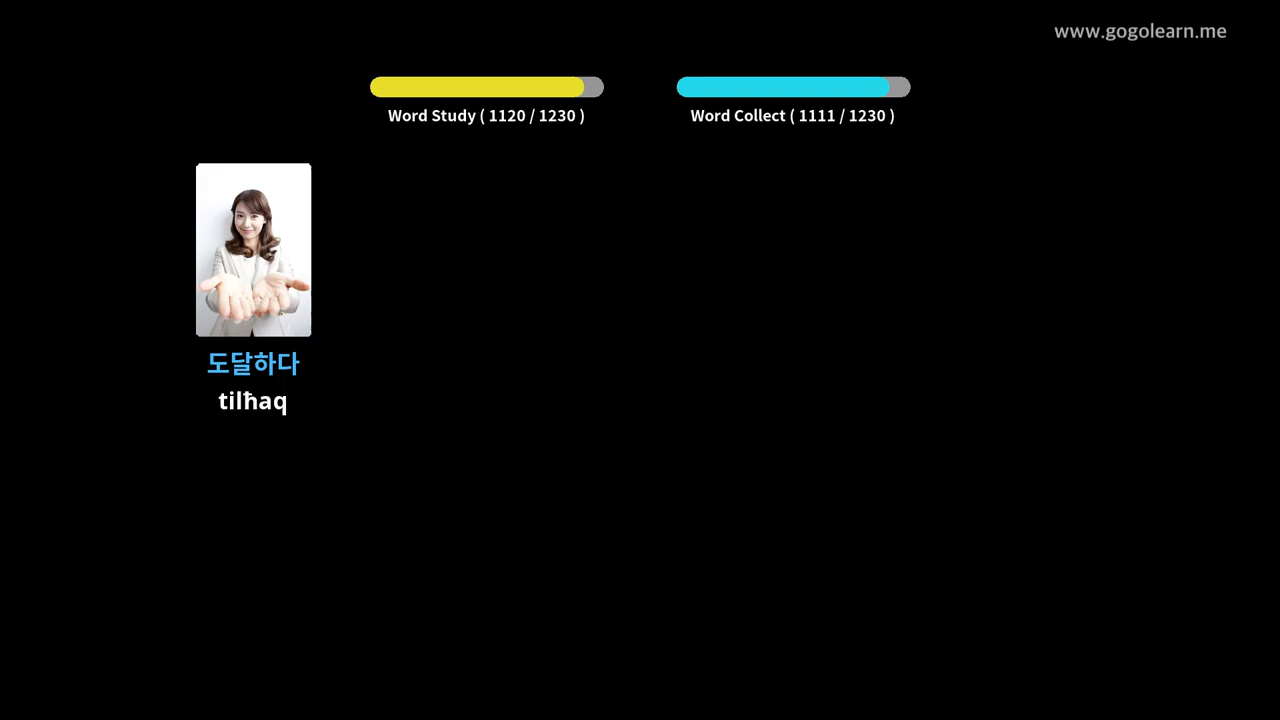 www.gogolearn.me
Word Study ( 1120 / 1230 )
Word Collect ( 1111 / 1230 )
도달하다
tilħaq